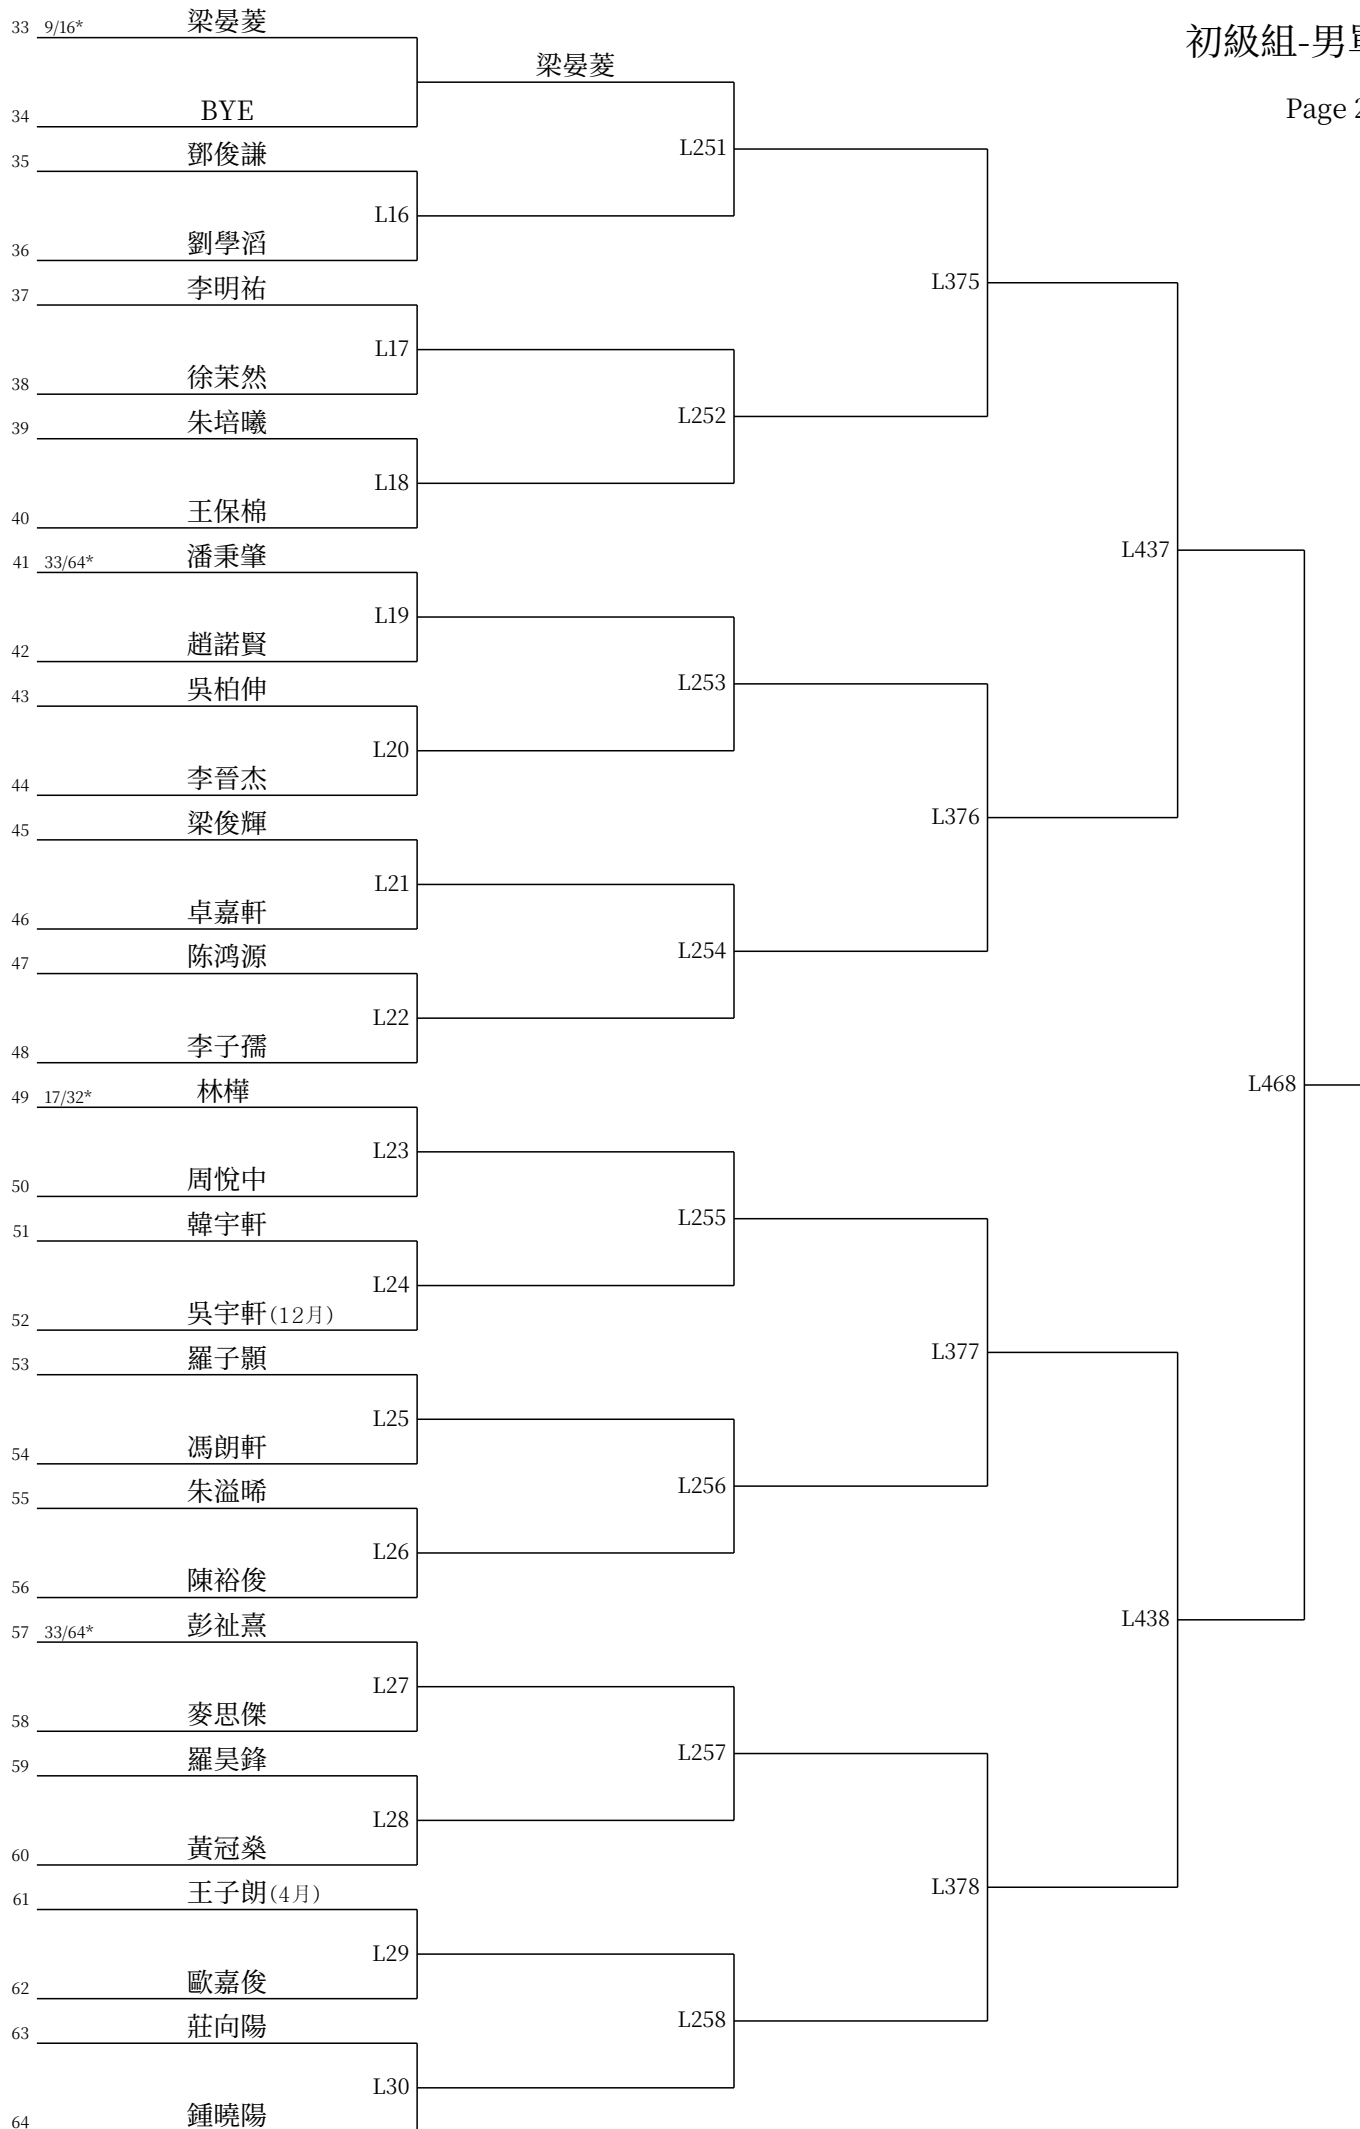 初級組-男
Page 2
33 9/16* 梁晏菱
梁晏菱
34 BYE
L251
35 鄧俊謙
L16
36 劉學滔
37 李明祐
L375
L17
38 徐茉然
39 朱培曦
L252
L18
40 王保棉
41 33/64* 潘秉肇
L437
L19
42 趙諾賢
43 吳柏伸
L253
L20
44 李晉杰
45 梁俊輝
L376
L21
46 卓嘉軒
47 陈鸿源
L254
L22
48 李子孺
49 17/32* 林樺
L468
L23
50 周悅中
51 韓宇軒
L255
L24
52 吳宇軒(12月)
53 羅子顥
L377
L25
54 馮朗軒
55 朱溢晞
L256
L26
56 陳裕俊
57 33/64* 彭祉熹
L438
L27
58 麥思傑
59 羅昊鋒
L257
L28
60 黃冠燊
61 王子朗(4月)
L378
L29
62 歐嘉俊
63 莊向陽
L258
L30
64 鍾曉陽